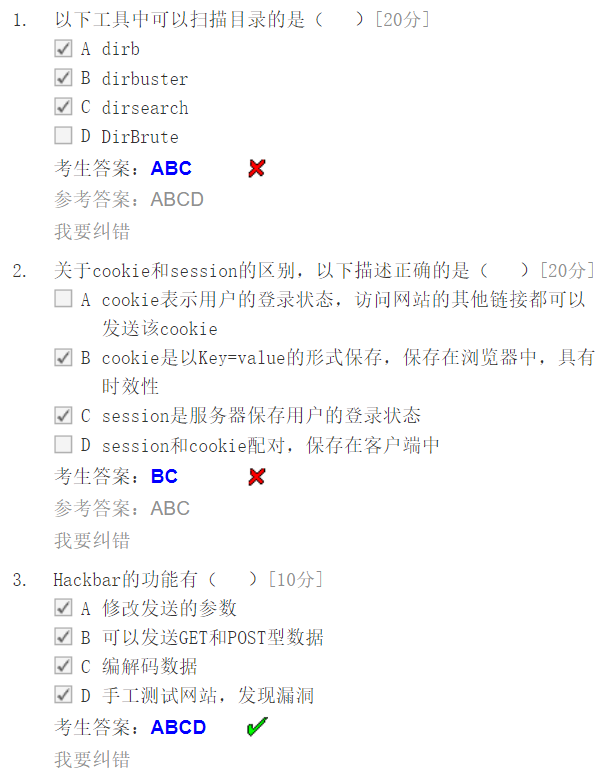 1. 以下工具中可以扫描目录的是（ ）[20分]
A dirb
B dirbuster
C dirsearch
D DirBrute
考生答案：ABC
参考答案：ABCD
我要纠错
2. 关于cookie和session的区别，以下描述正确的是（ ）[20分]
A cookie表示用户的登录状态，访问网站的其他链接都可以
发送该cookie
B cookie是以Key=value的形式保存，保存在浏览器中，具有
时效性
C session是服务器保存用户的登录状态
D session和cookie配对，保存在客户端中
考生答案：BC
参考答案：ABC
我要纠错
3. Hackbar的功能有（ ）[10分]
A 修改发送的参数
B 可以发送GET和POST型数据
C 编解码数据
D 手工测试网站，发现漏洞
考生答案：ABCD
我要纠错